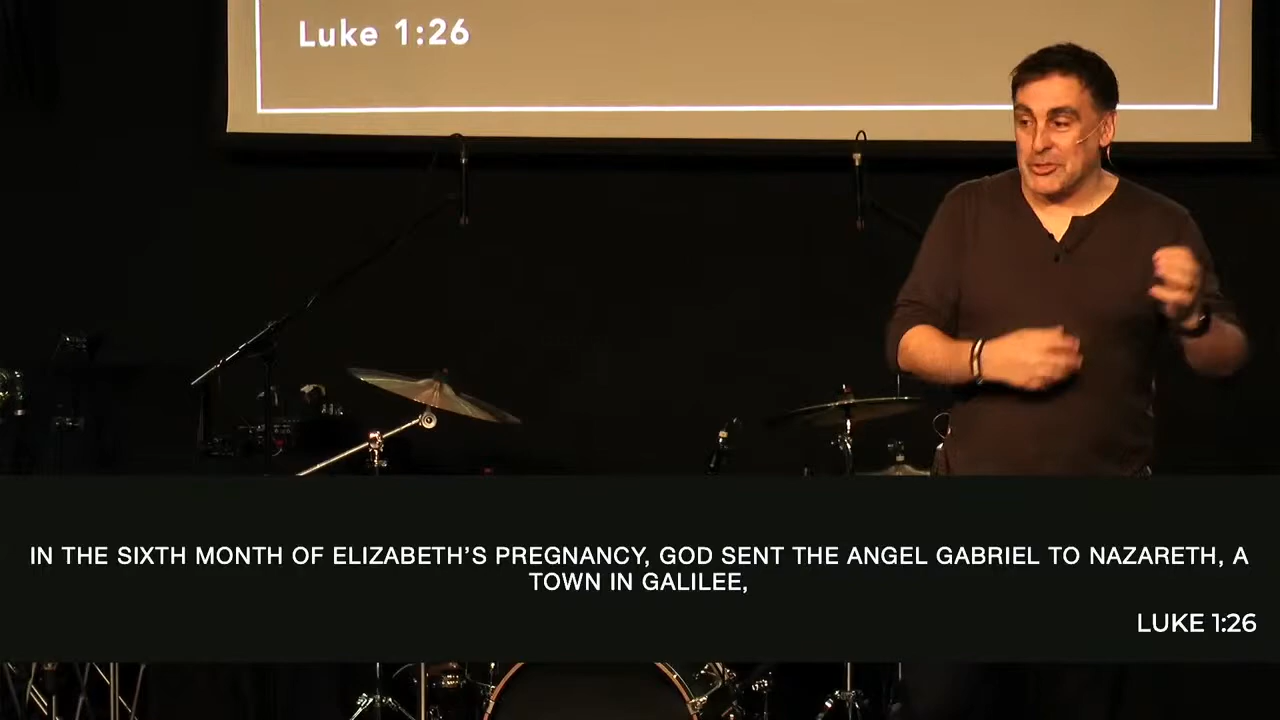 Luke 1:26
IN THE SIXTH MONTH OF ELIZABETH’S PREGNANCY, GOD SENT THE ANGEL GABRIEL TO NAZARETH, A
TOWN IN GALILEE,
LUKE 1:26